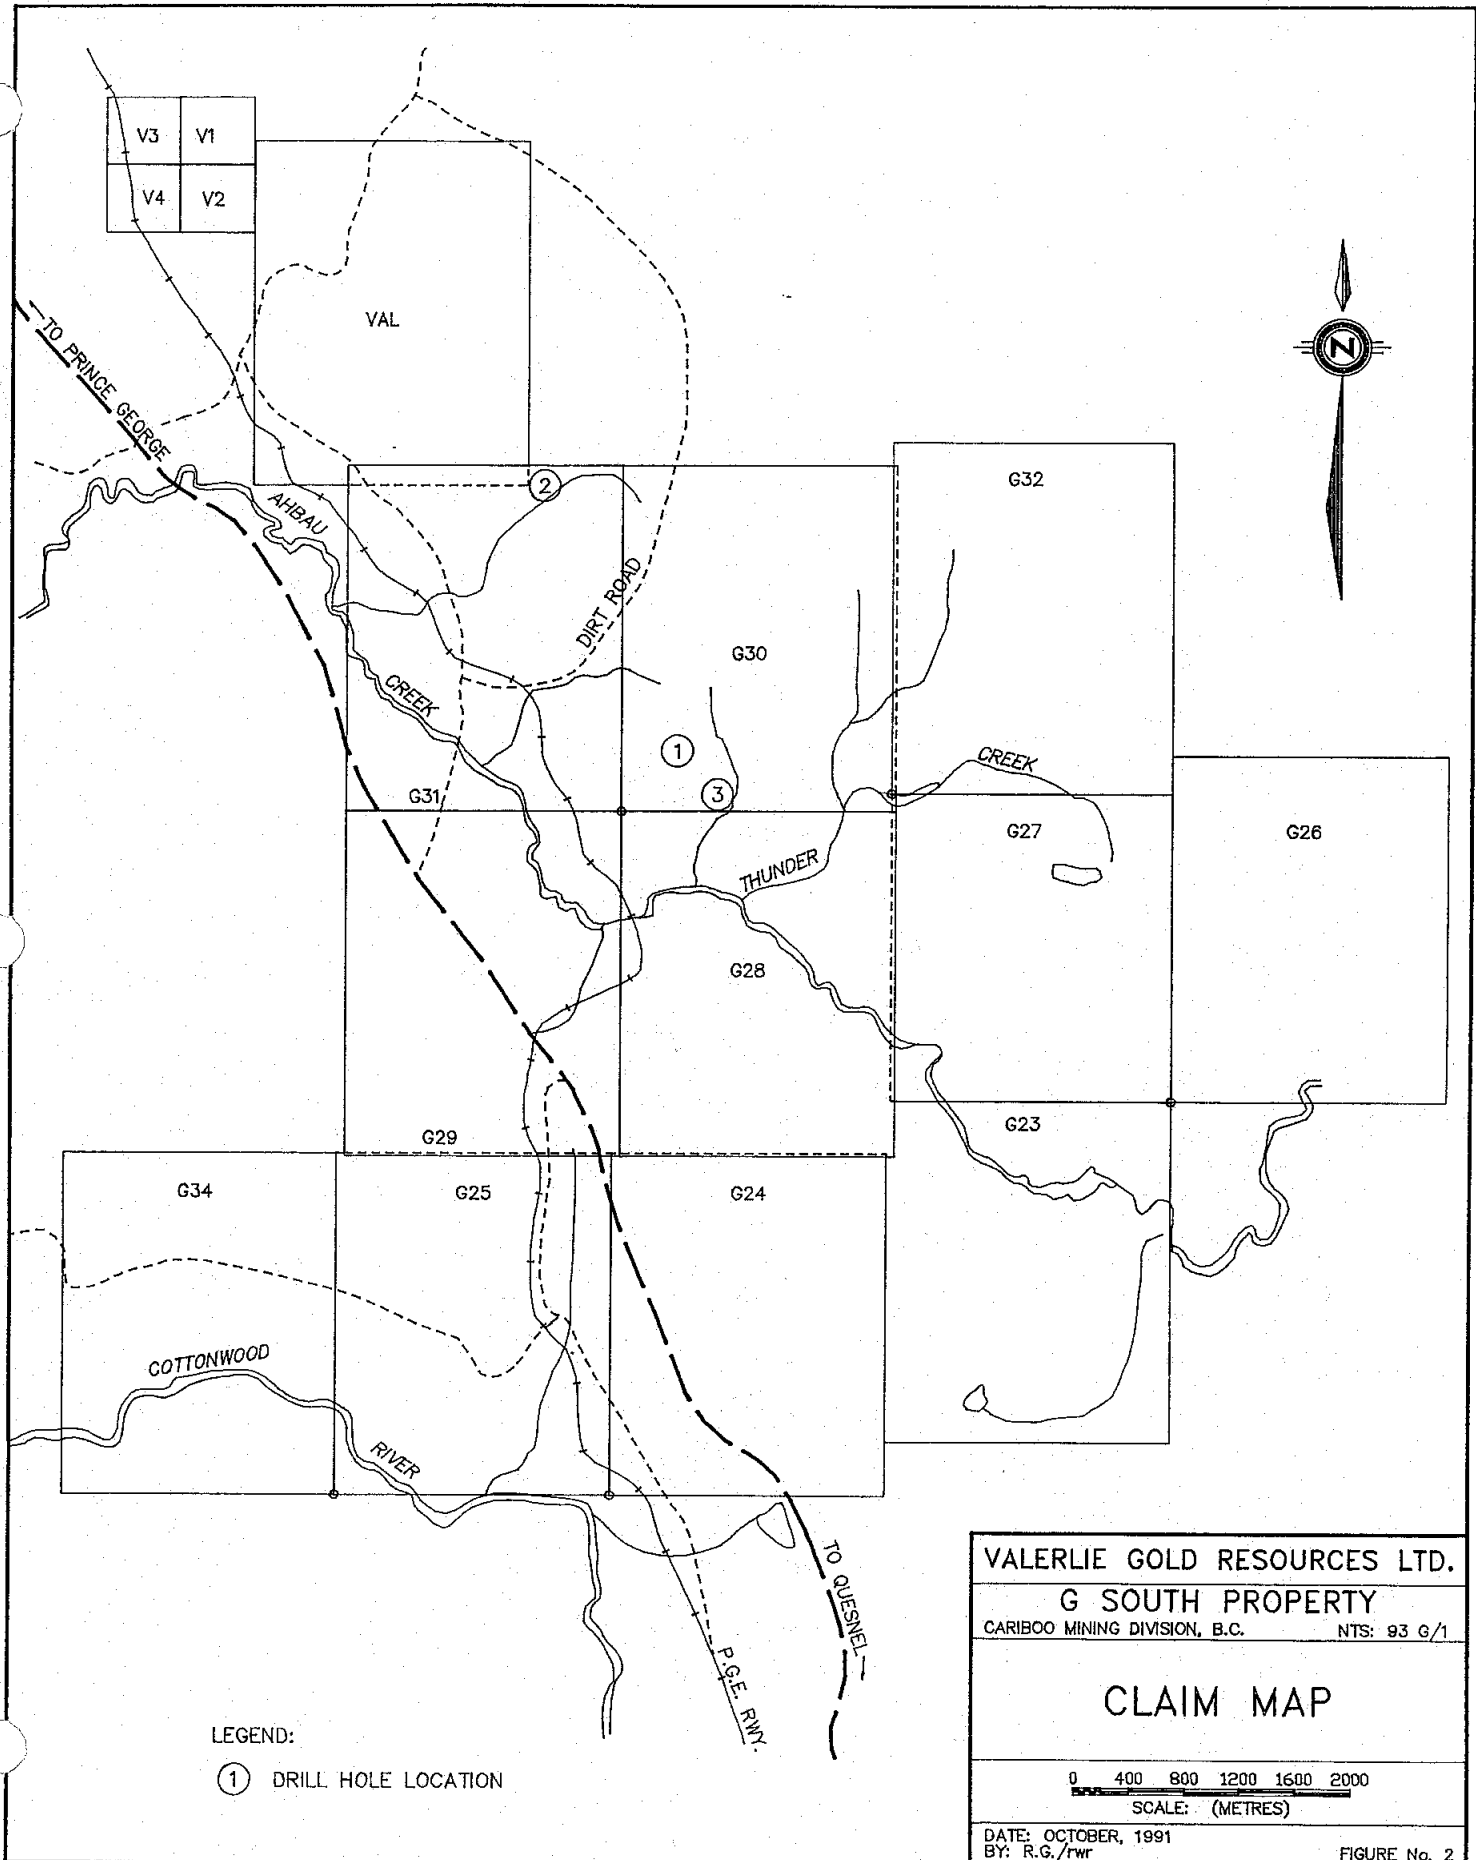 V3 V1
V4 V2
VAL
TO PRINCE GEORGE
N
AHBAU
2
G32
DIRT ROAD
G30
CREEK
1
CREEK
3
G31
G27
G26
THUNDER
G28
G23
G29
G34
G25
G24
COTTONWOOD
RIVER
TO QUESNEL
P.G.E. RWY.
LEGEND:
1 DRILL HOLE LOCATION
VALERLIE GOLD RESOURCES LTD.
G SOUTH PROPERTY
CARIBOO MINING DIVISION, B.C. NTS: 93 G/1
CLAIM MAP
0 400 800 1200 1600 2000
SCALE: (METRES)
DATE: OCTOBER, 1991
BY: R.G./rwr
FIGURE No. 2